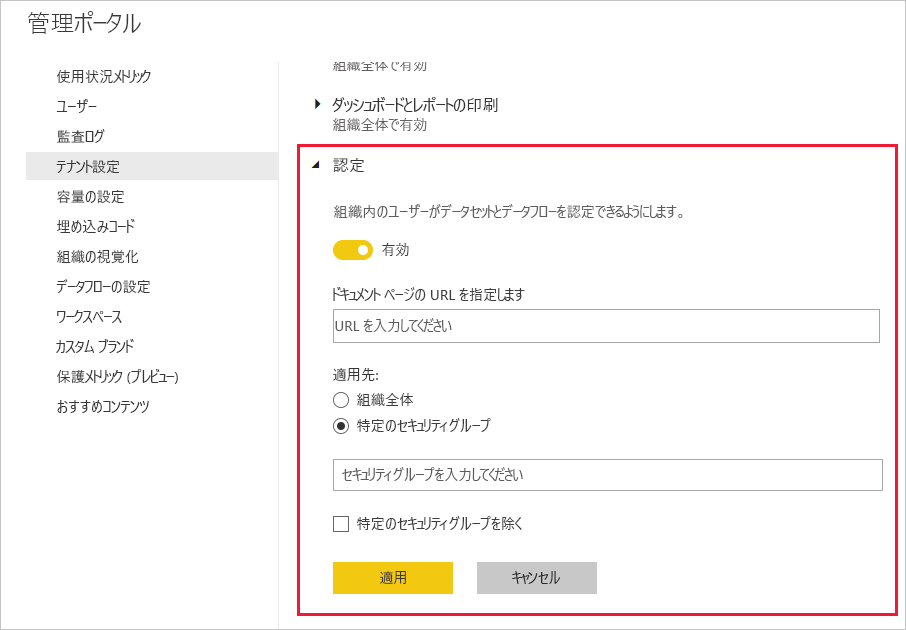 管理ポータル
使用状況メトリック
ユーザー
監査ログ
テナント設定
容量の設定
埋め込みコード
組織の視覚化
データフローの設定
ワークスペース
カスタム ブランド
保護メトリック (プレビュー)
おすすめコンテンツ
組織全体で有効
ダッシュボードとレポートの印刷
組織全体で有効
認定
組織内のユーザーがデータセットとデータフローを認定できるようにします。
有効
ドキュメント ページの URL を指定します
URL を入力してください
適用先:
組織全体
特定のセキュリティグループ
セキュリティグループを入力してください
特定のセキュリティグループを除く
適用
キャンセル